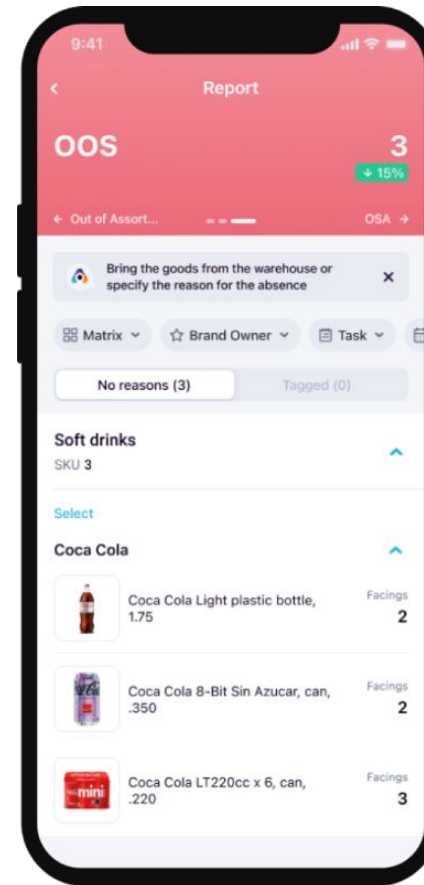 9:41
Report
OOS
3
↓ 15%
← Out of Assort...
OSA →
Bring the goods from the warehouse or
specify the reason for the absence
Matrix
Brand Owner
Task
No reasons (3)
Tagged (0)
Soft drinks
SKU 3
Select
Coca Cola
Coca Cola Light plastic bottle,
1.75
Facings
2
Coca Cola 8-Bit Sin Azucar, can,
.350
Facings
2
mini
Coca Cola LT220cc x 6, can,
.220
Facings
3